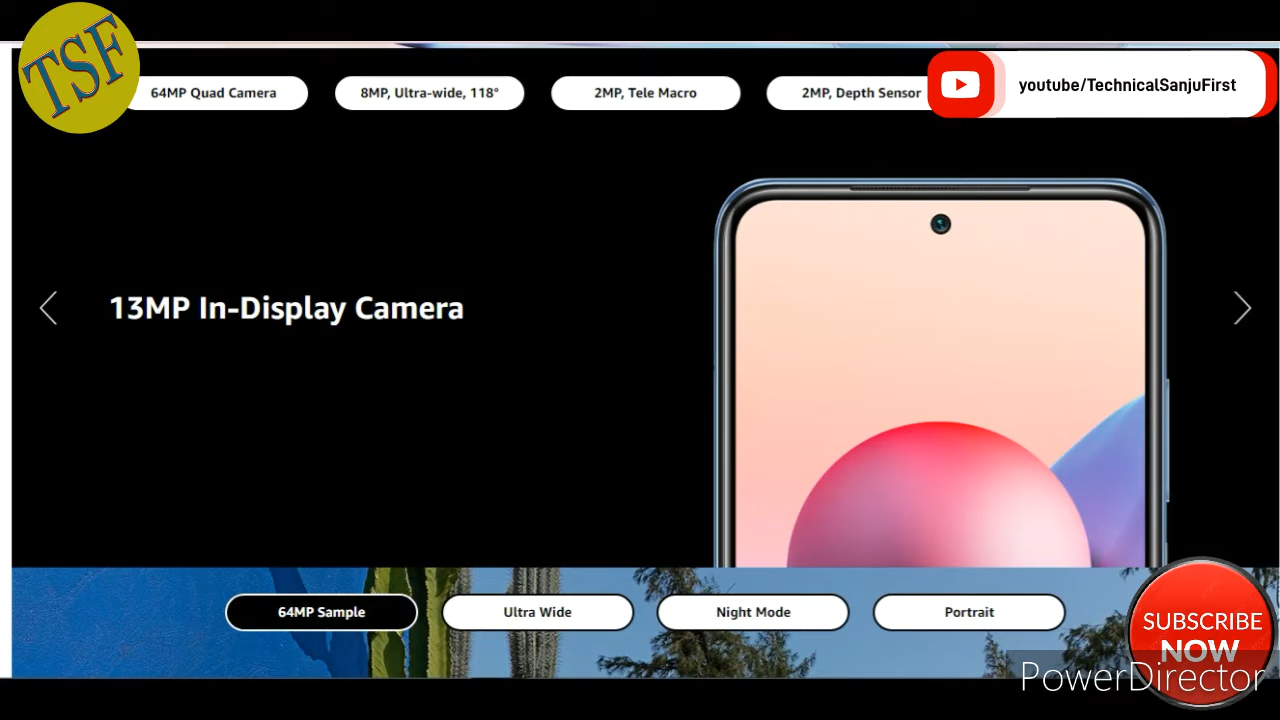 TSF
64MP Quad Camera
8MP, Ultra-wide, 118°
2MP, Tele Macro
2MP, Depth Sensor
youtube/TechnicalSanjuFirst
13MP In-Display Camera
64MP Sample
Ultra Wide
Night Mode
Portrait
SUBSCRIBE
NOW
PowerDirector